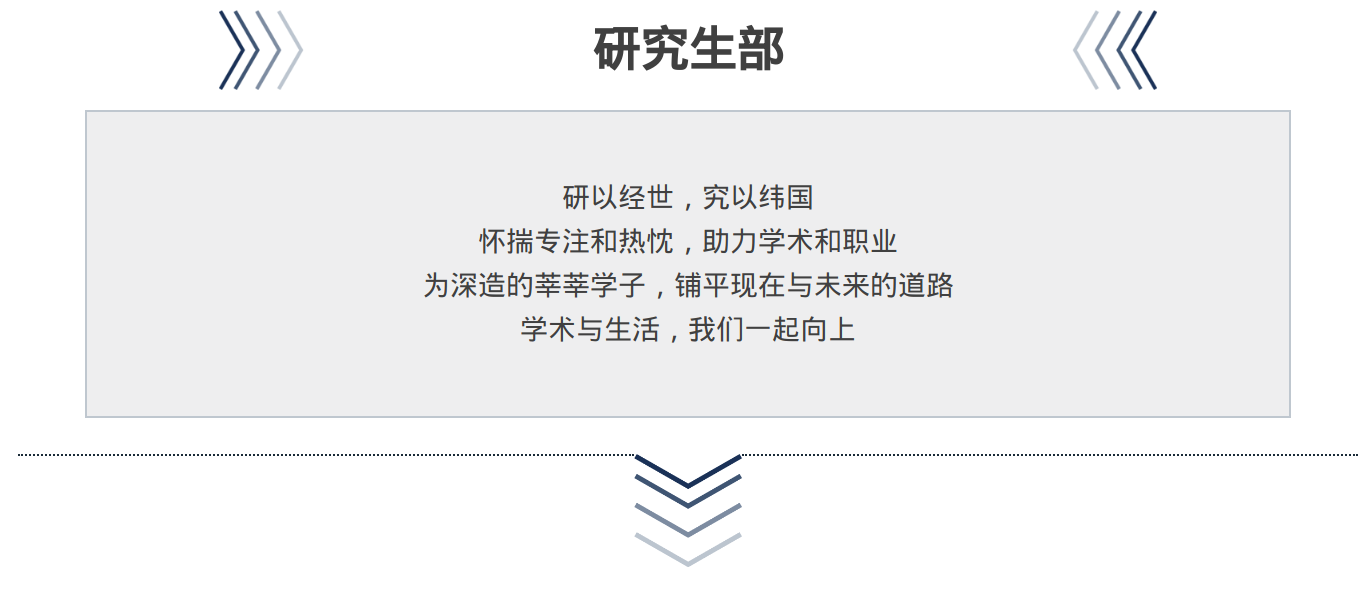 研究生部
研以经世，究以纬国
怀揣专注和热忱，助力学术和职业
为深造的莘莘学子，铺平现在与未来的道路
学术与生活，我们一起向上